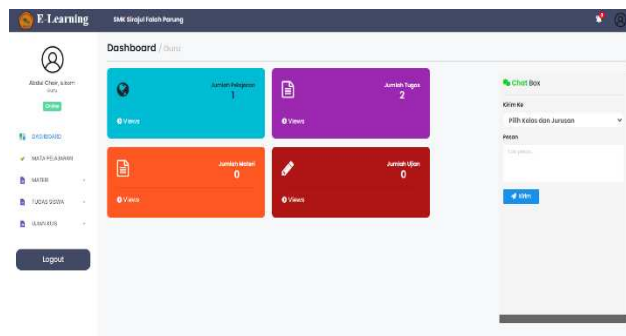 E-Learning
SMK Sirojul Falah Parung
Dashboard / Guru
Guru
Online
DASHBOARD
MATA PELAJARAN
MATERI
TUGAS SISWA
Logout
Jumlah Pelajaran
1
Views
Jumlah Tugas
2
Views
Jumlah Materi
0
Views
Jumlah Ujian
0
Views
Chat Box
Kirim Ke
Pilih Kelas dan Jurusan
Pesan
Kirim